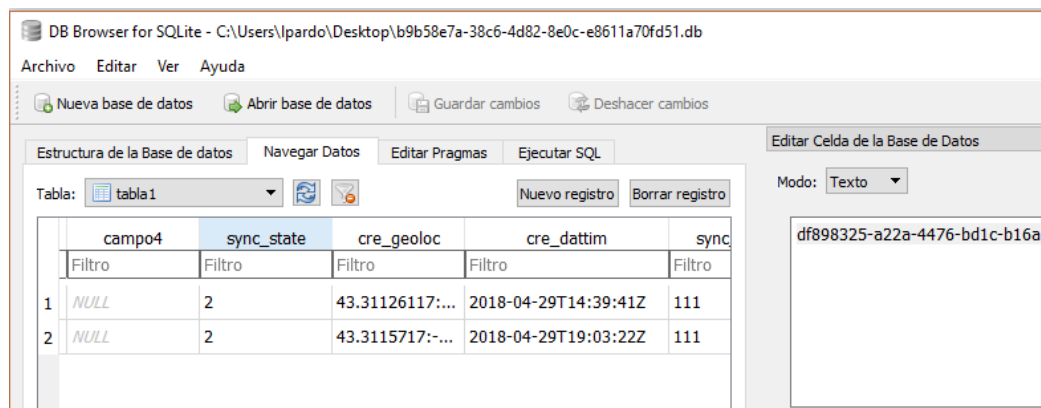 DB Browser for SQLite - C:\Users\lpardo\Desktop\b9b58e7a-38c6-4d82-8e0c-e8611a70fd51.db
Archivo Editar Ver Ayuda
Nueva base de datos Abrir base de datos Guardar cambios Deshacer cambios
Estructura de la Base de datos Navegar Datos Editar Pragmas Ejecutar SQL
Tabla: tabla1 Nuevo registro Borrar registro
campo4 sync_state cre_geoloc cre_dattim sync_
Filtro Filtro Filtro Filtro Filtro
1 NULL 2 43.31126117:... 2018-04-29T14:39:41Z 111
2 NULL 2 43.3115717:-... 2018-04-29T19:03:22Z 111
Editar Celda de la Base de Datos
Modo: Texto
df898325-a22a-4476-bd1c-b16a